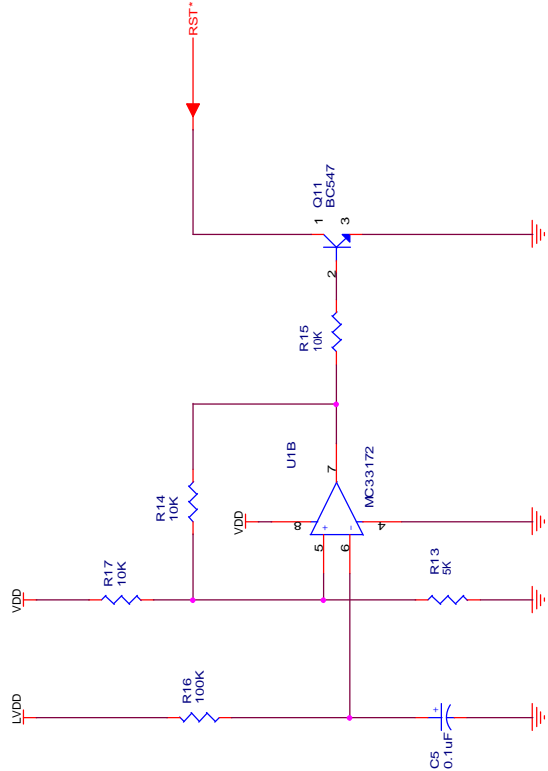 RST*
Q11
BC547
1
3
2
R15
10K
U1B
MC33172
7
R14
10K
VDD
8
5
+
6
-
4
VDD
R17
10K
R13
5K
LVDD
R16
100K
+
C5
0.1uF